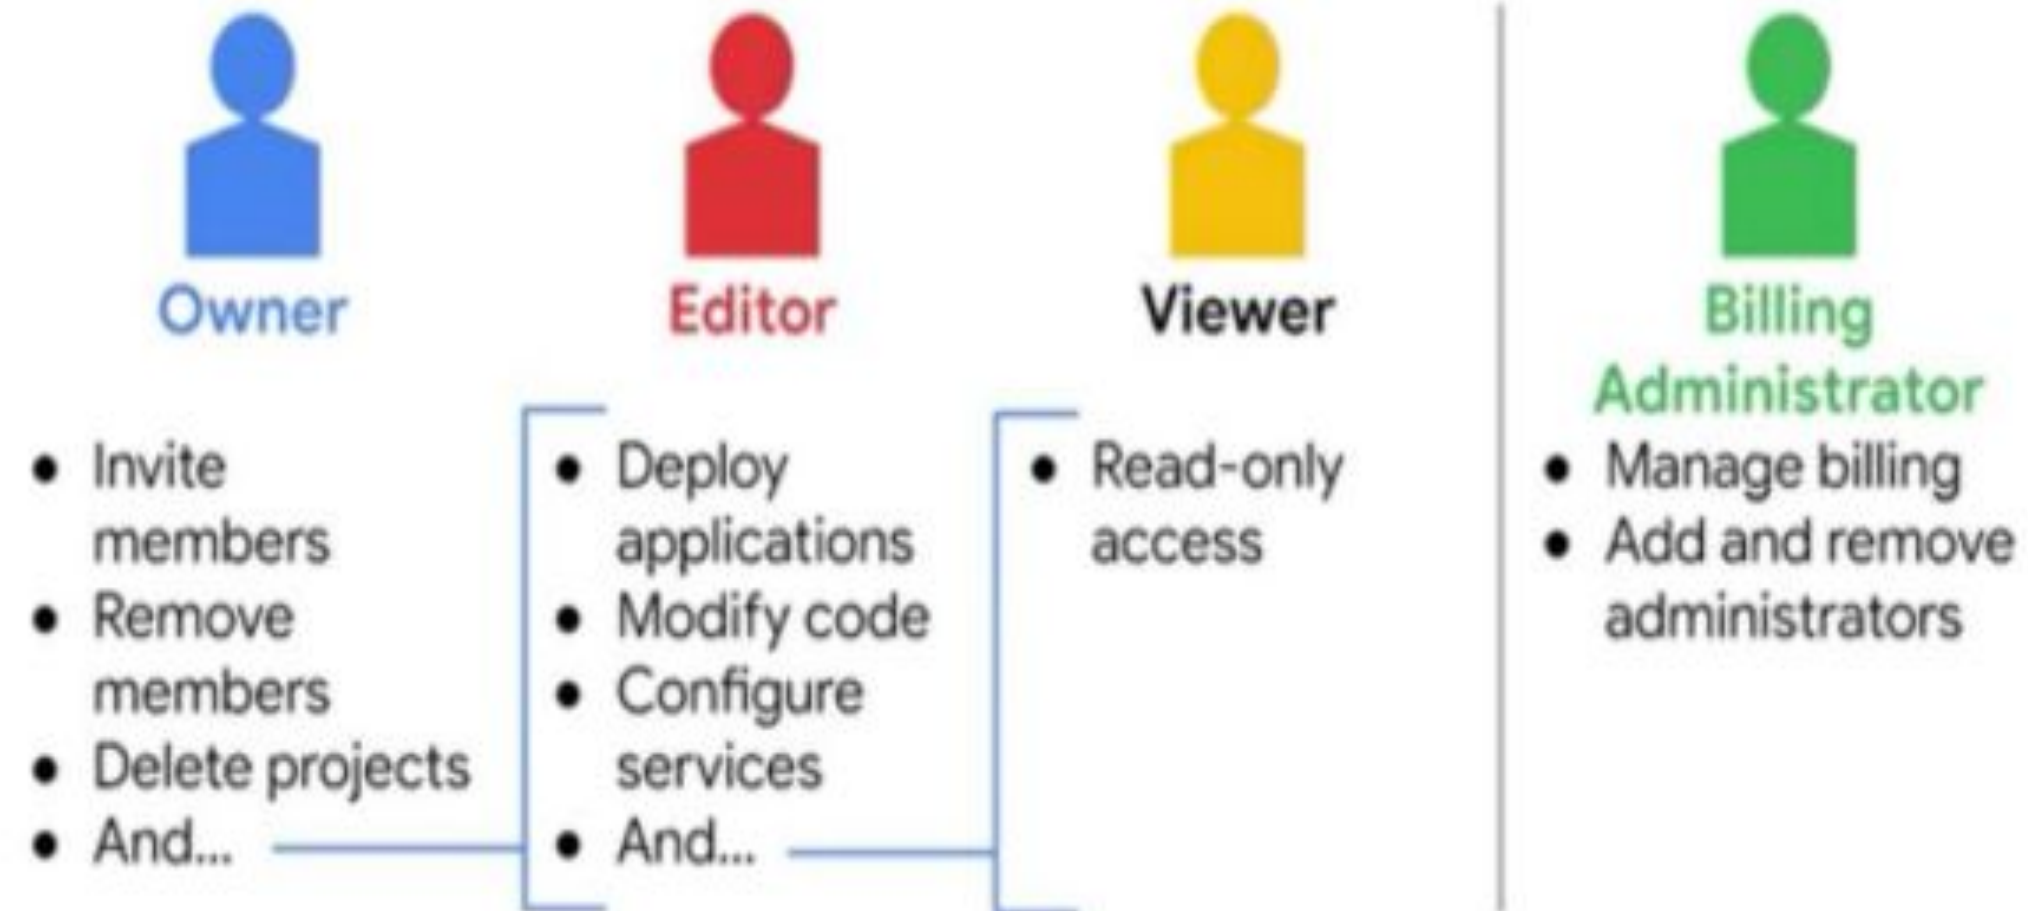 Owner
Invite
members
Remove
members
Delete projects
And...
Editor
Deploy
applications
Modify code
Configure
services
And...
Viewer
Read-only
access
Billing
Administrator
Manage billing
Add and remove
administrators